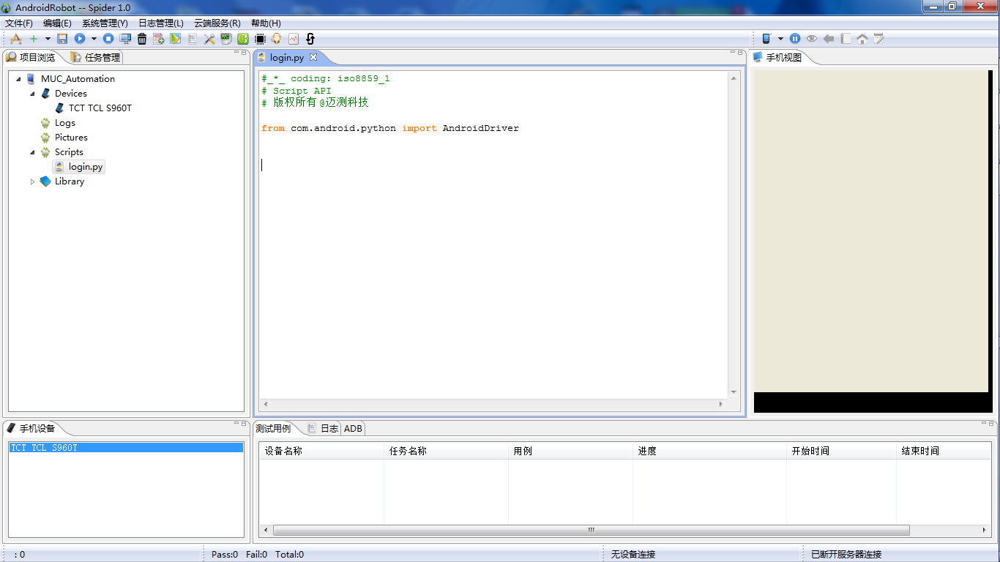 AndroidRobot -- Spider 1.0
文件(F) 编辑(E) 系统管理(Y) 日志管理(L) 云端服务(R) 帮助(H)
项目浏览 任务管理
login.py
手机视图
MUC_Automation
Devices
TCT TCL S960T
Logs
Pictures
Scripts
login.py
Library
#_*_ coding: iso8859_1
# Script API
# 版权所有@迈测科技
from com.android.python import AndroidDriver
手机设备
TCT TCL S960T
测试用例 日志 ADB
设备名称 任务名称 用例 进度 开始时间 结束时间
: 0
Pass:0 Fail:0 Total:0
无设备连接
已断开服务器连接